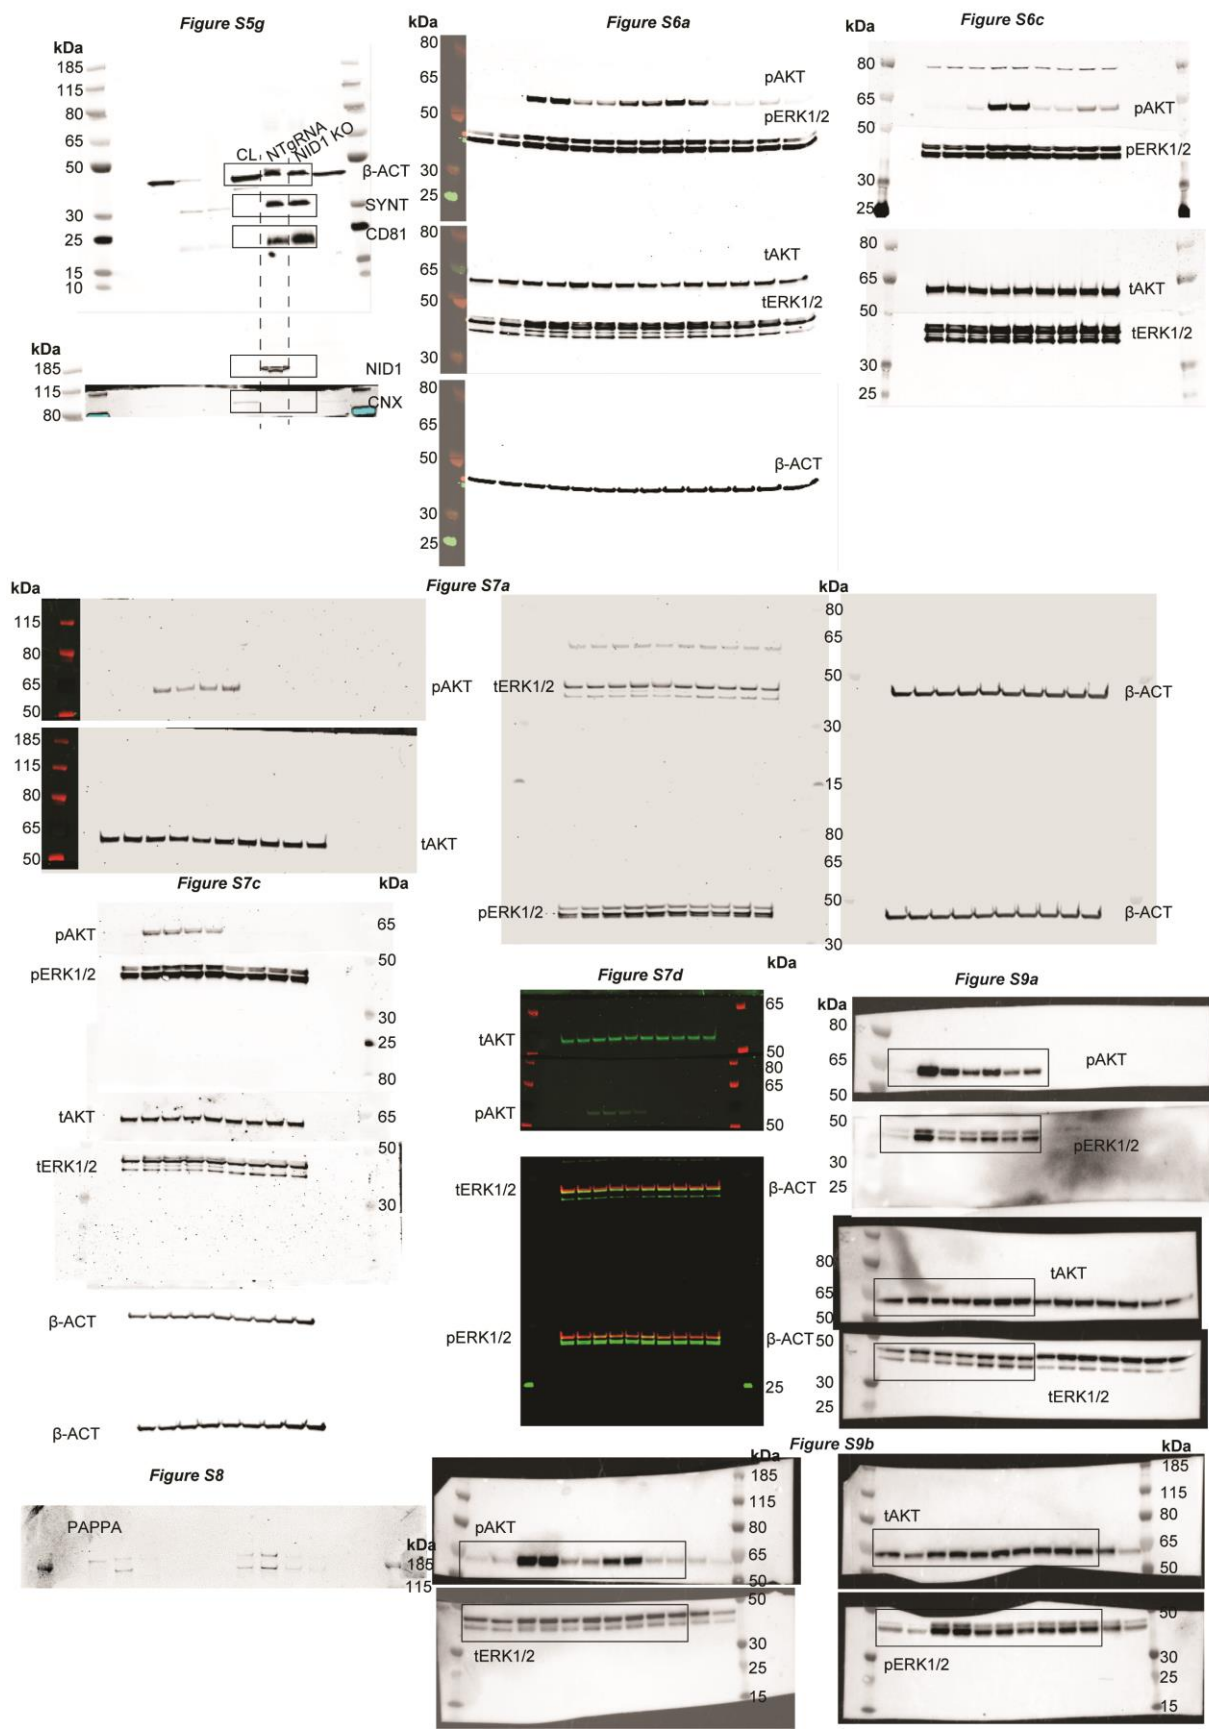 Figure S5g
kDa
185
115
80
65
50
30
25
15
10
CL
NTgRNA
NID1 KO
β-ACT
SYNT
CD81
kDa
185
115
80
NID1
CNX
Figure S6a
kDa
80
65
50
30
25
pAKT
pERK1/2
80
65
50
30
tAKT
tERK1/2
80
65
50
30
25
β-ACT
Figure S6c
kDa
80
65
50
30
25
pAKT
pERK1/2
80
65
50
30
25
tAKT
tERK1/2
Figure S7a
kDa
115
80
65
50
pAKT
185
115
80
65
50
tAKT
tERK1/2
pERK1/2
kDa
80
65
50
30
15
80
65
50
30
β-ACT
β-ACT
Figure S7c
kDa
pAKT
65
pERK1/2
50
30
25
80
tAKT
65
tERK1/2
50
30
β-ACT
β-ACT
Figure S7d
kDa
65
tAKT
50
80
65
pAKT
50
tERK1/2
β-ACT
pERK1/2
β-ACT
25
Figure S9a
kDa
80
65
50
pAKT
50
30
25
pERK1/2
80
65
50
tAKT
50
30
25
tERK1/2
Figure S8
PAPPA
kDa
185
115
Figure S9b
kDa
185
115
80
65
50
pAKT
50
30
25
15
tERK1/2
kDa
185
115
80
65
50
tAKT
50
30
25
15
pERK1/2